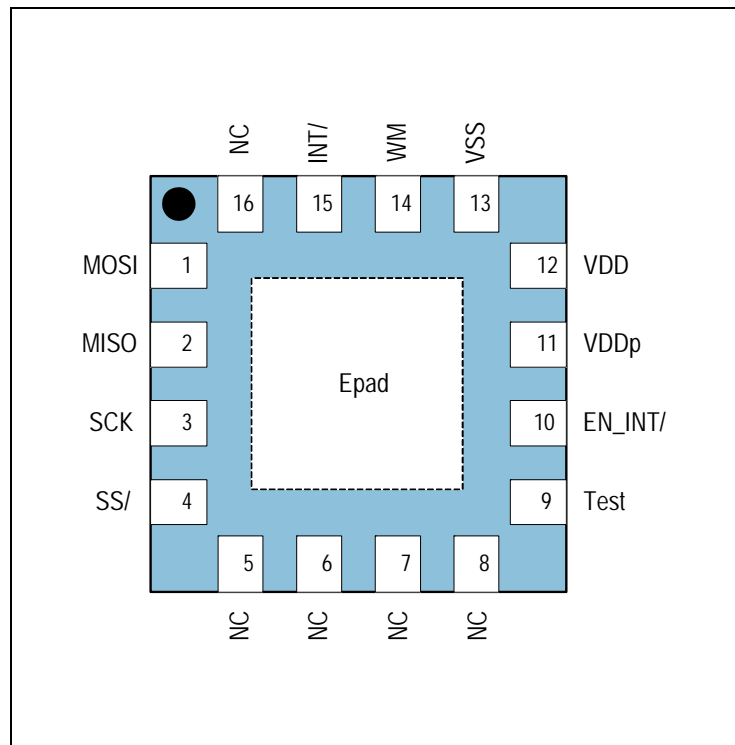 NC INT/ WM VSS
16 15 14 13
MOSI 1 12 VDD
MISO 2 11 VDDp
Epad
SCK 3 10 EN_INT/
SS/ 4 9 Test
5 6 7 8
NC NC NC NC